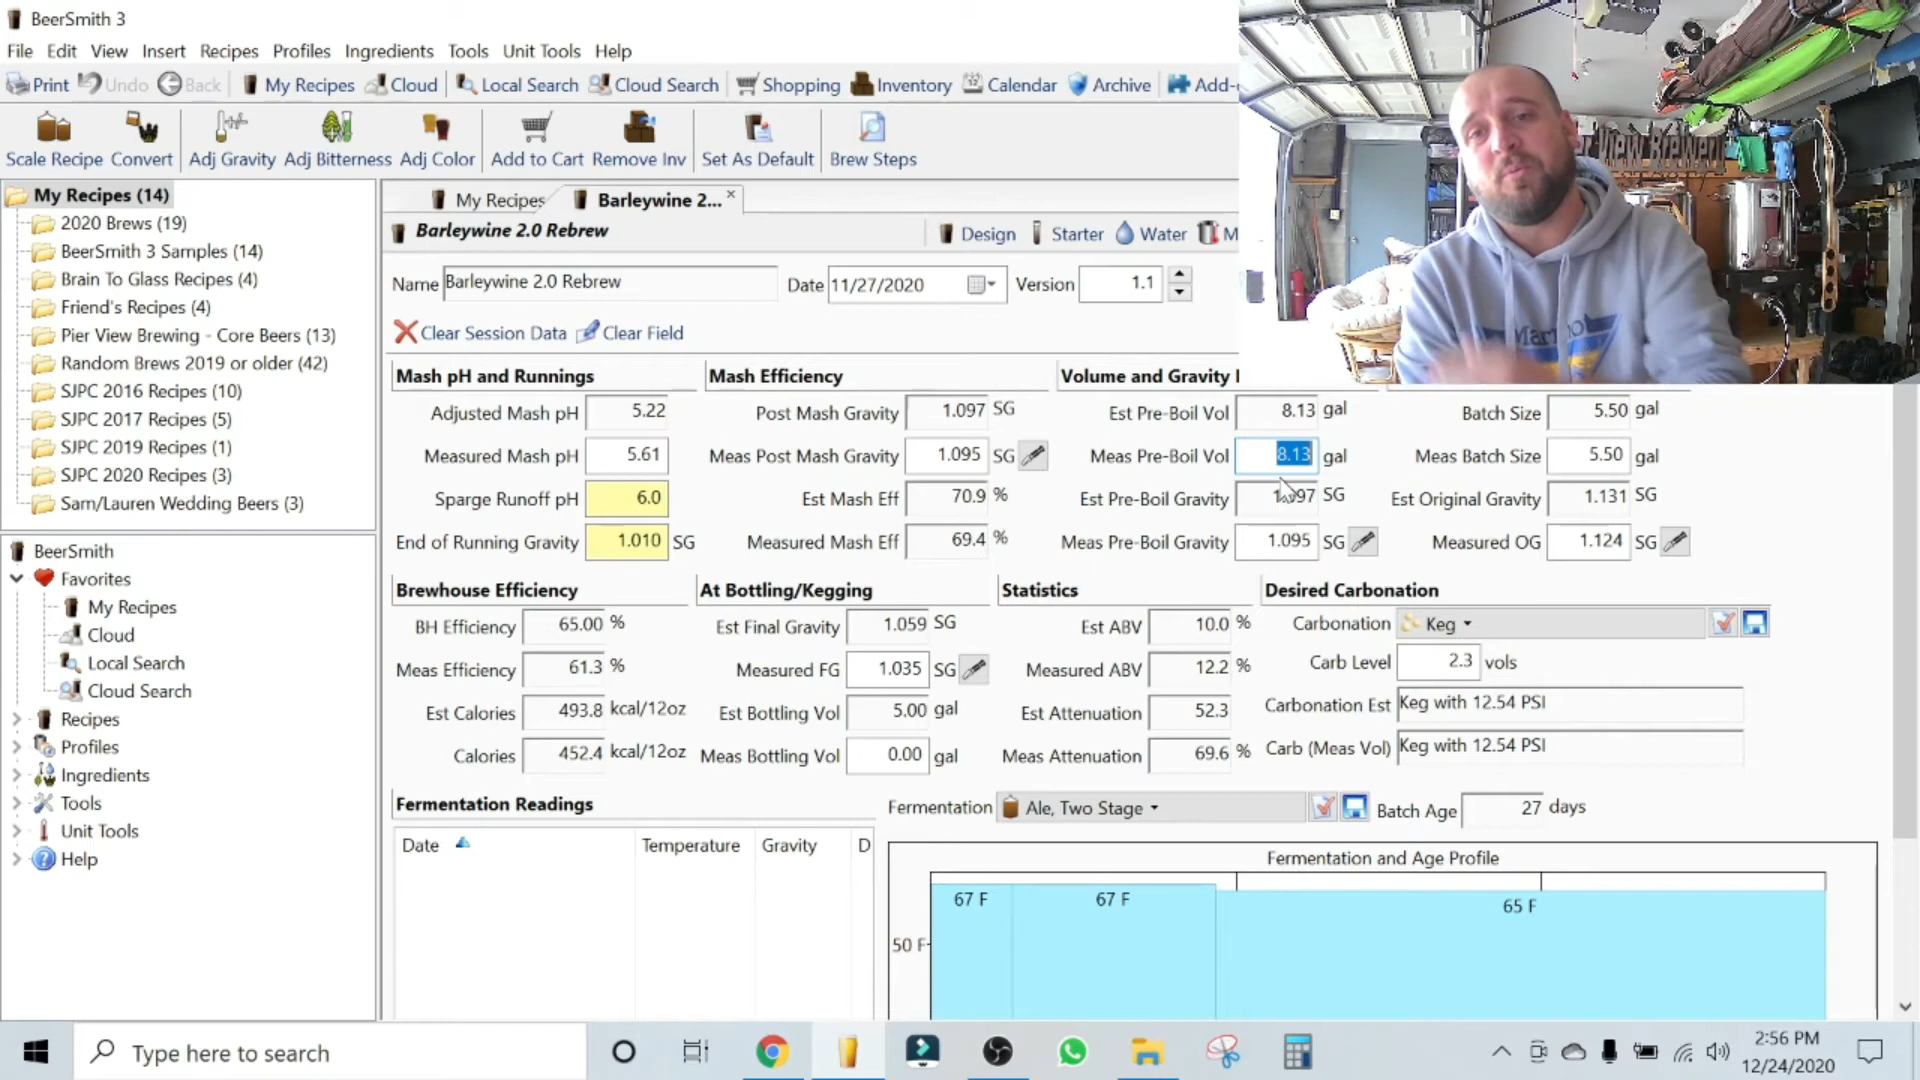 BeerSmith 3
File Edit View Insert Recipes Profiles Ingredients Tools Unit Tools Help
Print Undo Back My Recipes Cloud Local Search Cloud Search Shopping Inventory Calendar Archive Add-
Scale Recipe Convert Adj Gravity Adj Bitterness Adj Color Add to Cart Remove Inv Set As Default Brew Steps
My Recipes (14)
2020 Brews (19)
BeerSmith 3 Samples (14)
Brain To Glass Recipes (4)
Friend's Recipes (4)
Pier View Brewing - Core Beers (13)
Random Brews 2019 or older (42)
SJPC 2016 Recipes (10)
SJPC 2017 Recipes (5)
SJPC 2019 Recipes (1)
SJPC 2020 Recipes (3)
Sam/Lauren Wedding Beers (3)
BeerSmith
Favorites
My Recipes
Cloud
Local Search
Cloud Search
Recipes
Profiles
Ingredients
Tools
Unit Tools
Help
My Recipes Barleywine 2...
Barleywine 2.0 Rebrew Design Starter Water M
Name Barleywine 2.0 Rebrew Date 11/27/2020 Version 1.1
Clear Session Data Clear Field
Mash pH and Runnings Mash Efficiency Volume and Gravity
Adjusted Mash pH 5.22 Post Mash Gravity 1.097 SG Est Pre-Boil Vol 8.13 gal Batch Size 5.50 gal
Measured Mash pH 5.61 Meas Post Mash Gravity 1.095 SG Meas Pre-Boil Vol 8.13 gal Meas Batch Size 5.50 gal
Sparge Runoff pH 6.0 Est Mash Eff 70.9 % Est Pre-Boil Gravity 1.097 SG Est Original Gravity 1.131 SG
End of Running Gravity 1.010 SG Measured Mash Eff 69.4 % Meas Pre-Boil Gravity 1.095 SG Measured OG 1.124 SG
Brewhouse Efficiency At Bottling/Kegging Statistics Desired Carbonation
BH Efficiency 65.00 % Est Final Gravity 1.059 SG Est ABV 10.0 % Carbonation Keg
Meas Efficiency 61.3 % Measured FG 1.035 SG Measured ABV 12.2 % Carb Level 2.3 vols
Est Calories 493.8 kcal/12oz Est Bottling Vol 5.00 gal Est Attenuation 52.3 Carbonation Est Keg with 12.54 PSI
Calories 452.4 kcal/12oz Meas Bottling Vol 0.00 gal Meas Attenuation 69.6 % Carb (Meas Vol) Keg with 12.54 PSI
Fermentation Readings Fermentation Ale, Two Stage Batch Age 27 days
Date Temperature Gravity D
Fermentation and Age Profile
67 F 67 F 65 F
50 F
Type here to search
2:56 PM
12/24/2020